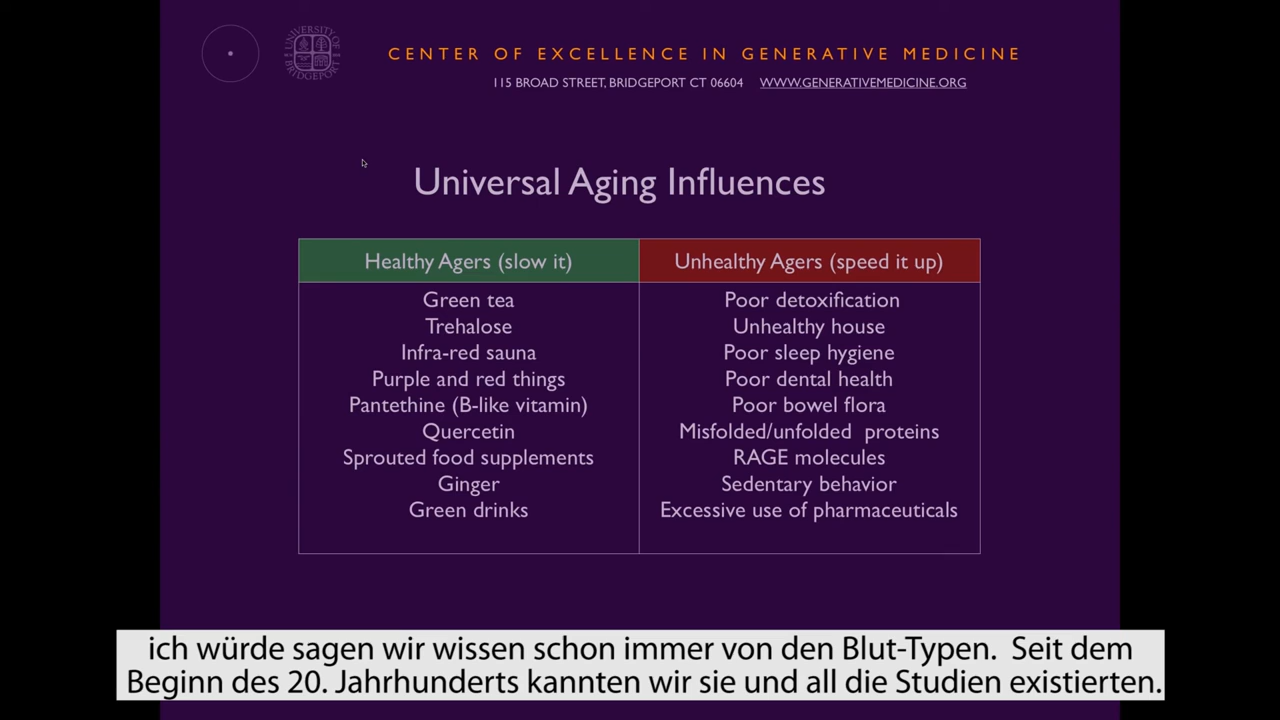 UNIVERSITY OF
BRIDGEPORT
CENTER OF EXCELLENCE IN GENERATIVE MEDICINE
115 BROAD STREET, BRIDGEPORT CT 06604 WWW.GENERATIVEMEDICINE.ORG
Universal Aging Influences
Healthy Agers (slow it)
Green tea
Trehalose
Infra-red sauna
Purple and red things
Pantethine (B-like vitamin)
Quercetin
Sprouted food supplements
Ginger
Green drinks
Unhealthy Agers (speed it up)
Poor detoxification
Unhealthy house
Poor sleep hygiene
Poor dental health
Poor bowel flora
Misfolded/unfolded proteins
RAGE molecules
Sedentary behavior
Excessive use of pharmaceuticals
ich würde sagen wir wissen schon immer von den Blut-Typen. Seit dem
Beginn des 20. Jahrhunderts kannten wir sie und all die Studien existierten.